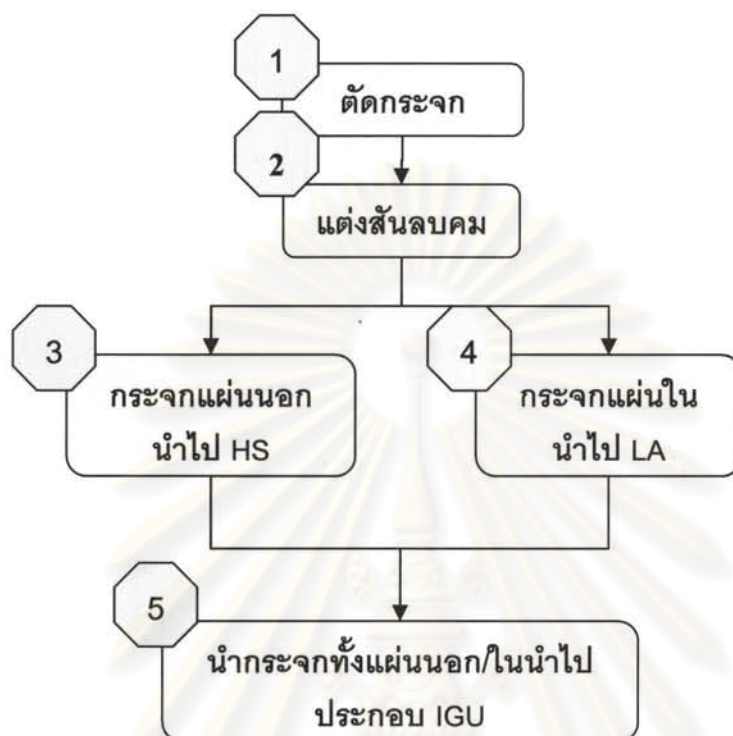 1
ตัดกระจก
2
แต่งสันลบคม
3
กระจกแผ่นนอก
นำไป HS
4
กระจกแผ่นใน
นำไป LA
5
นำกระจกทั้งแผ่นนอก/ในนำไป
ประกอบ IGU